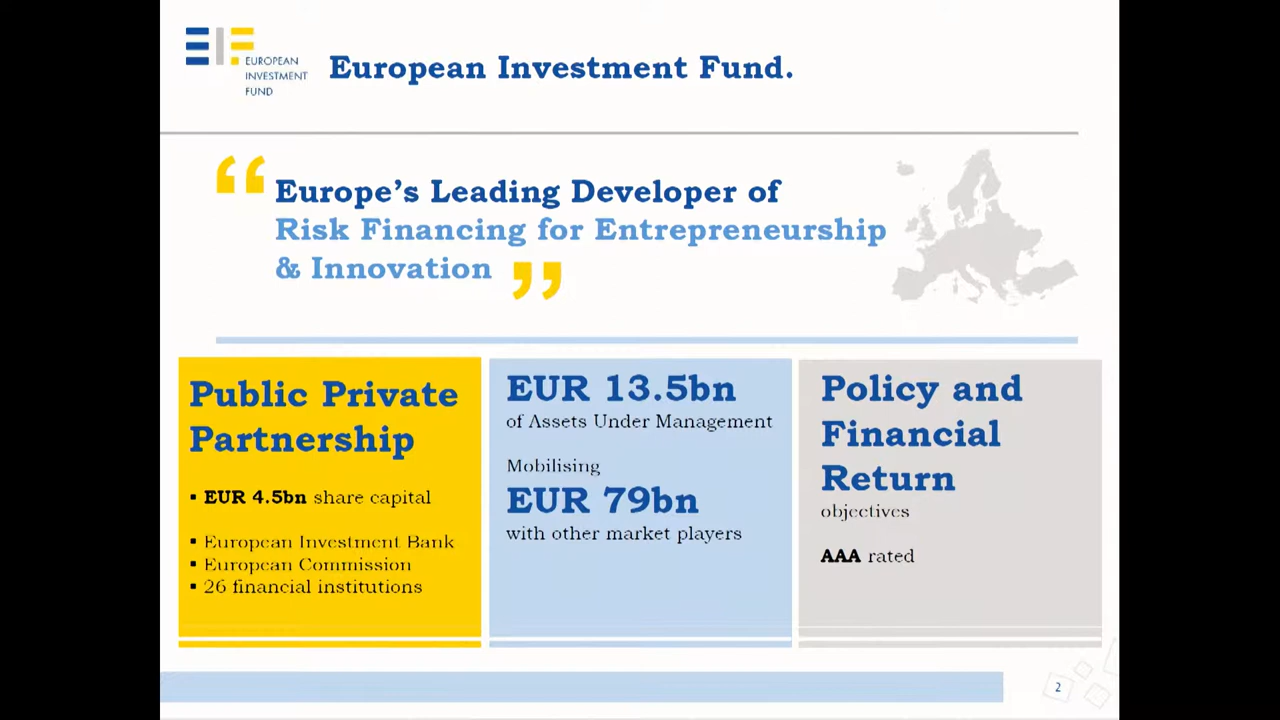 EUROPEAN
INVESTMENT
FUND
European Investment Fund.
“Europe’s Leading Developer of
Risk Financing for Entrepreneurship
& Innovation”
Public Private
Partnership
▪ EUR 4.5bn share capital
▪ European Investment Bank
▪ European Commission
▪ 26 financial institutions
EUR 13.5bn
of Assets Under Management
Mobilising
EUR 79bn
with other market players
Policy and
Financial
Return
objectives
AAA rated
2